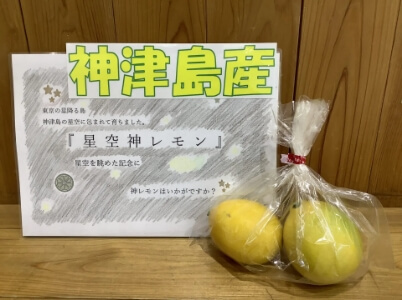 神津島産
東京の星降る島
神津島の星空に包まれて育ちました。
『星空神レモン』
星空を眺めた記念に
神レモンはいかがですか？